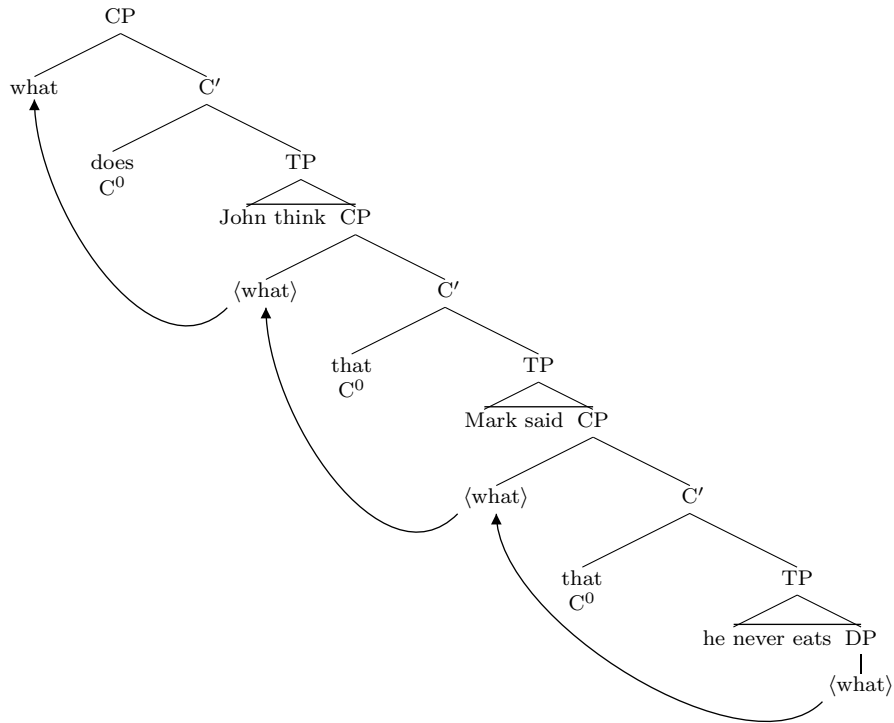 CP
what C′
does TP
C⁰
John think CP
⟨what⟩ C′
that TP
C⁰
Mark said CP
⟨what⟩ C′
that TP
C⁰
he never eats DP
⟨what⟩